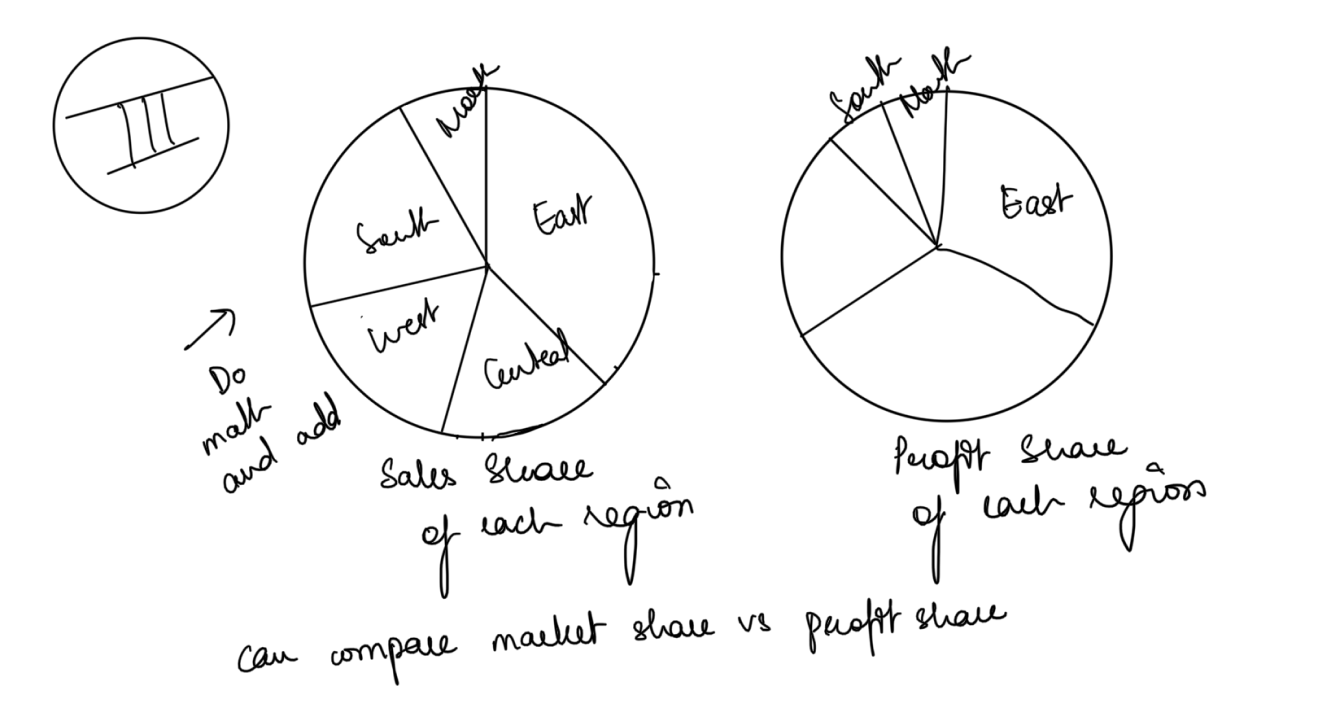 III
North
South
East
West
Central
South
North
East
Do
math
and add
Sales Share
of each region
Profit Share
of each region
can compare market share vs profit share